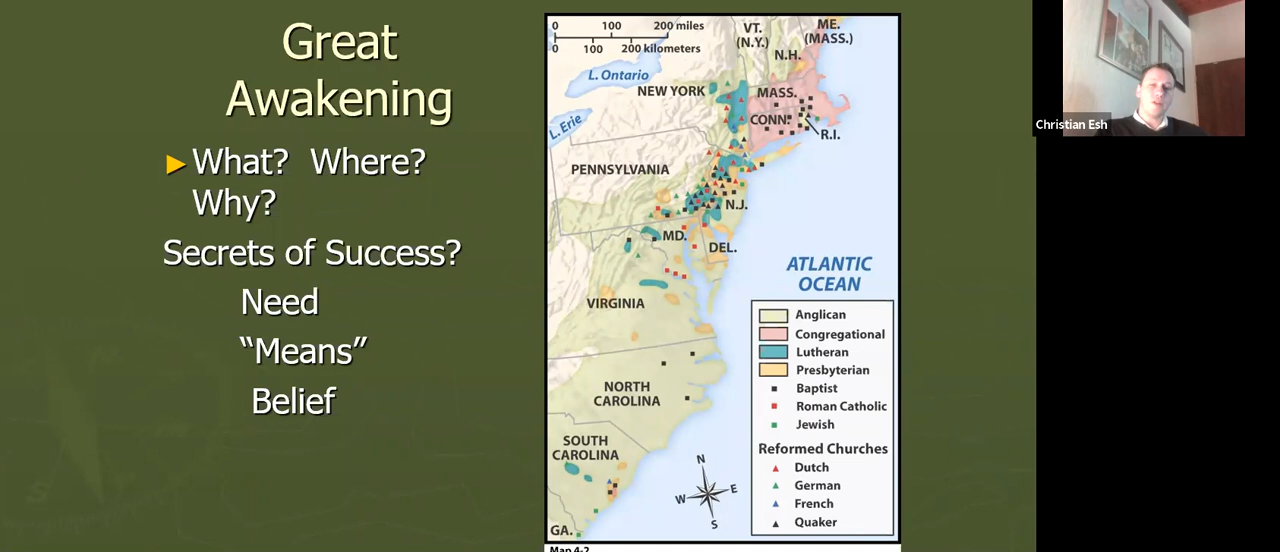 Great
Awakening
►What? Where?
Why?
Secrets of Success?
Need
“Means”
Belief
0 100 200 miles
0 100 200 kilometers
VT.
(N.Y.)
ME.
(MASS.)
N.H.
L. Ontario
NEW YORK
MASS.
L. Erie
CONN.
R.I.
PENNSYLVANIA
N.J.
MD.
DEL.
ATLANTIC
OCEAN
VIRGINIA
NORTH
CAROLINA
SOUTH
CAROLINA
GA.
N
W E
S
Anglican
Congregational
Lutheran
Presbyterian
Baptist
Roman Catholic
Jewish
Reformed Churches
Dutch
German
French
Quaker
Map 4-2
Christian Esh